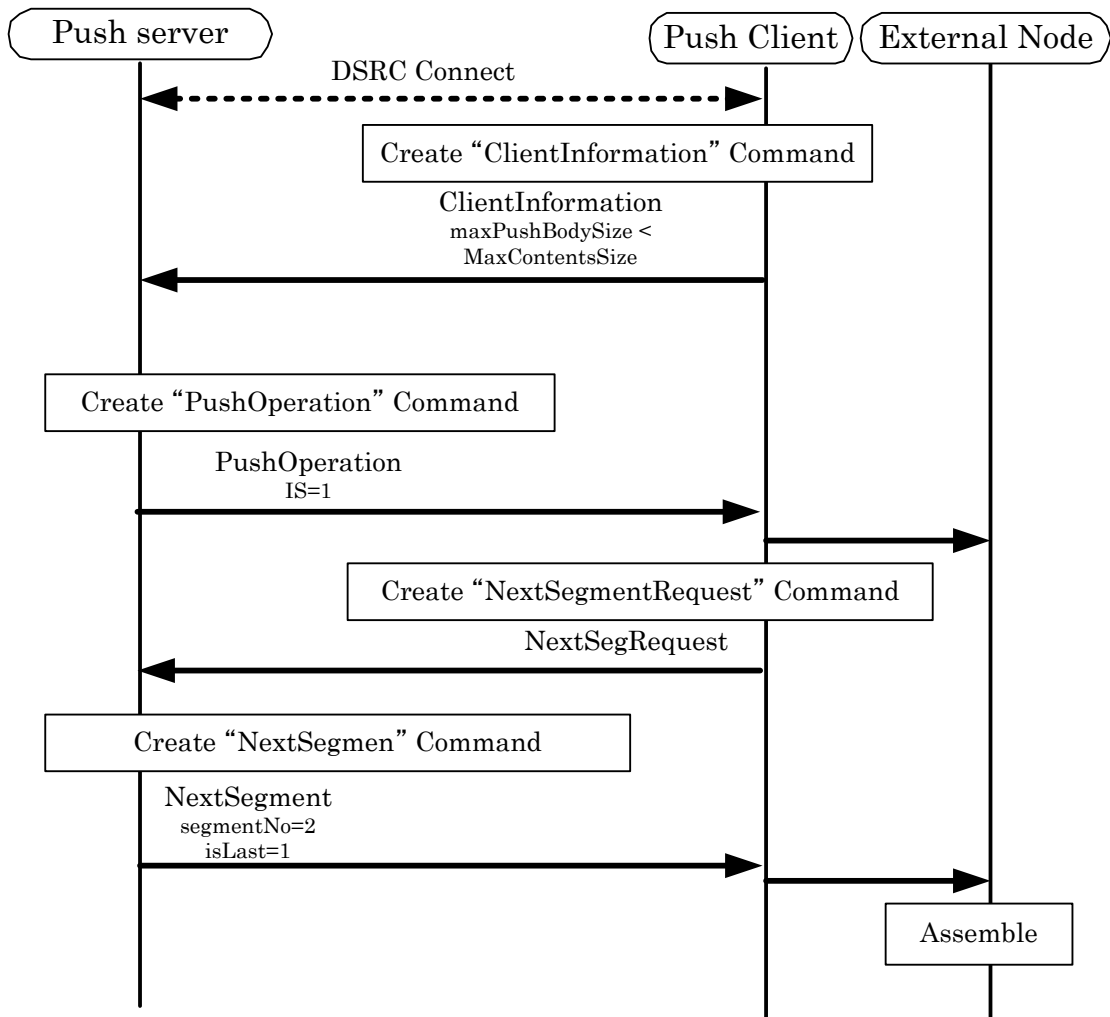 Push server
Push Client
External Node
DSRC Connect
Create “ClientInformation” Command
ClientInformation
maxPushBodySize <
MaxContentsSize
Create “PushOperation” Command
PushOperation
IS=1
Create “NextSegmentRequest” Command
NextSegRequest
Create “NextSegmen” Command
NextSegment
segmentNo=2
isLast=1
Assemble